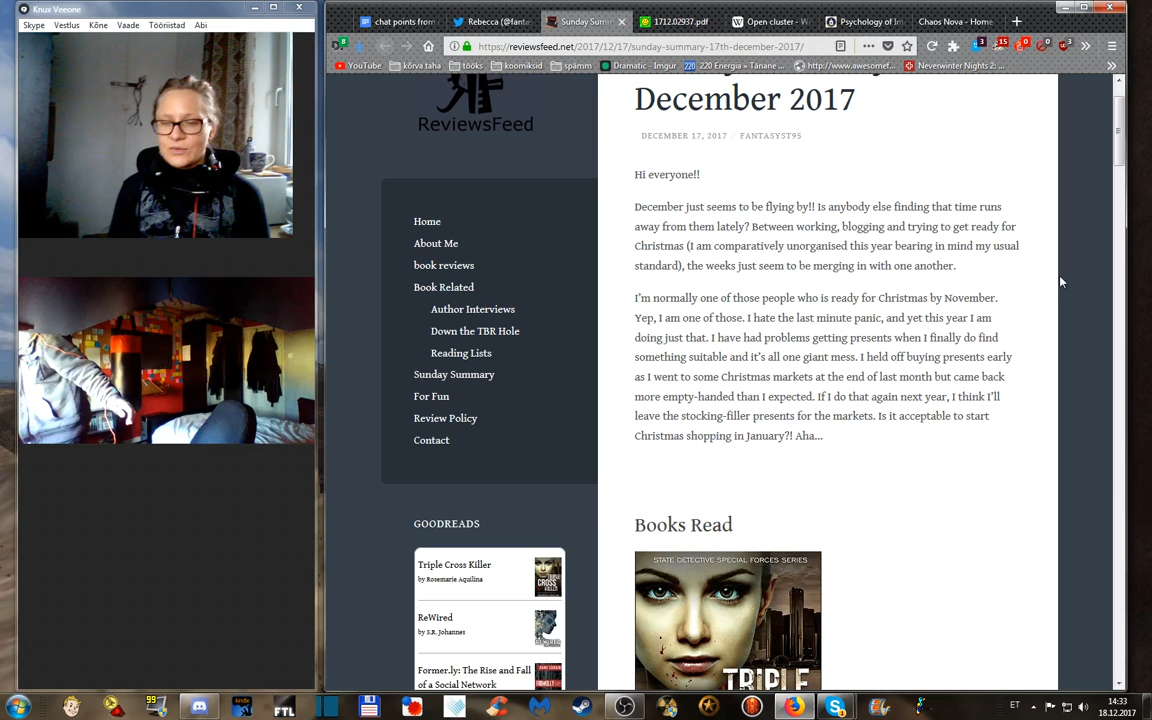 Knux Veeone
Skype Vestlus Kõne Vaade Tööriistad Abi
chat points from
Rebecca (@fanta
Sunday Summ
1712.02937.pdf
Open cluster - Wi
Psychology of Int
Chaos Nova - Home
https://reviewsfeed.net/2017/12/17/sunday-summary-17th-december-2017/
YouTube
kõrva taha
tööks
koomiksid
spämm
Dramatic - Imgur
220 Energia » Tänane ...
http://www.awesomef...
Neverwinter Nights 2: ...
ReviewsFeed
Home
About Me
book reviews
Book Related
Author Interviews
Down the TBR Hole
Reading Lists
Sunday Summary
For Fun
Review Policy
Contact
GOODREADS
Triple Cross Killer
by Rosemarie Aquilina
ReWired
by S.R. Johannes
Former.ly: The Rise and Fall
of a Social Network
December 2017
DECEMBER 17, 2017 / FANTASYST95
Hi everyone!!
December just seems to be flying by!! Is anybody else finding that time runs
away from them lately? Between working, blogging and trying to get ready for
Christmas (I am comparatively unorganised this year bearing in mind my usual
standard), the weeks just seem to be merging in with one another.
I'm normally one of those people who is ready for Christmas by November.
Yep, I am one of those. I hate the last minute panic, and yet this year I am
doing just that. I have had problems getting presents when I finally do find
something suitable and it's all one giant mess. I held off buying presents early
as I went to some Christmas markets at the end of last month but came back
more empty-handed than I expected. If I do that again next year, I think I'll
leave the stocking-filler presents for the markets. Is it acceptable to start
Christmas shopping in January?! Aha...
Books Read
STATE DETECTIVE SPECIAL FORCES SERIES
TRIPLE
kindle
FTL
ET
14:33
18.12.2017